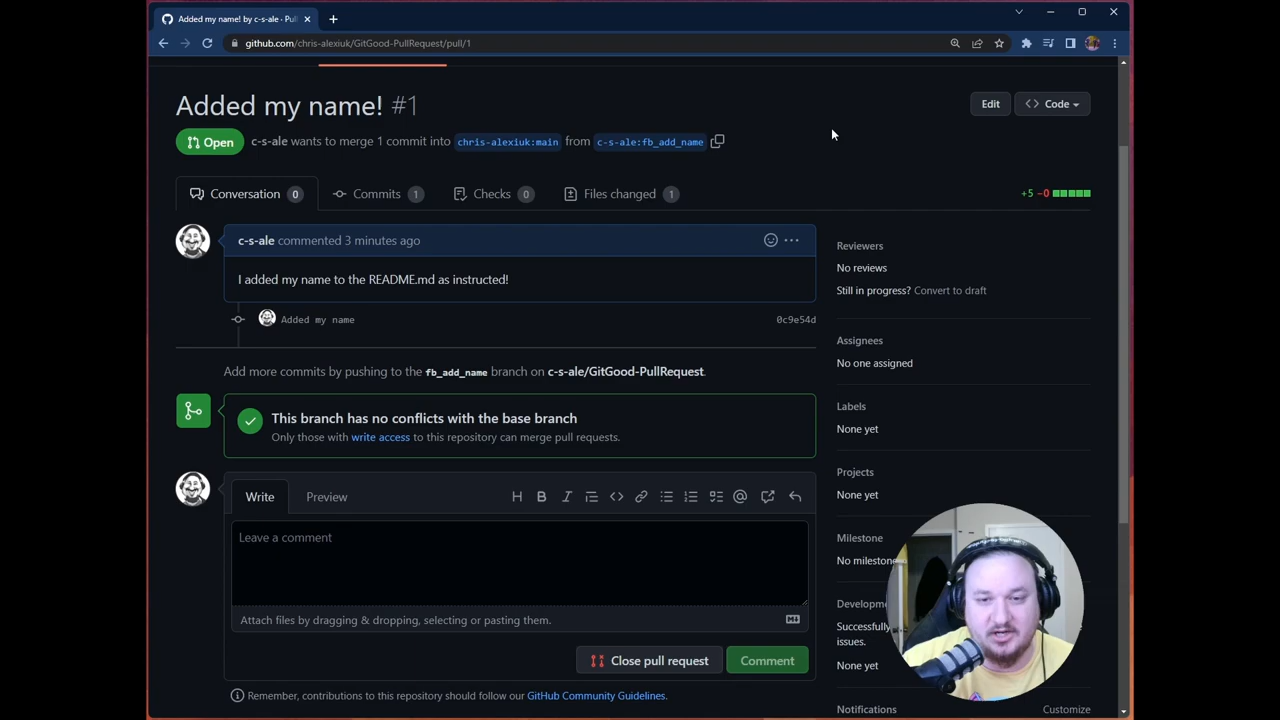 Added my name! by c-s-ale · Pull
github.com/chris-alexiuk/GitGood-PullRequest/pull/1
Added my name! #1
Edit
Code
Open
c-s-ale wants to merge 1 commit into chris-alexiuk:main from c-s-ale:fb_add_name
Conversation 0
Commits 1
Checks 0
Files changed 1
+5 −0
c-s-ale commented 3 minutes ago
I added my name to the README.md as instructed!
Added my name
0c9e54d
Add more commits by pushing to the fb_add_name branch on c-s-ale/GitGood-PullRequest.
This branch has no conflicts with the base branch
Only those with write access to this repository can merge pull requests.
Write
Preview
Leave a comment
Attach files by dragging & dropping, selecting or pasting them.
Close pull request
Comment
Remember, contributions to this repository should follow our GitHub Community Guidelines.
Reviewers
No reviews
Still in progress? Convert to draft
Assignees
No one assigned
Labels
None yet
Projects
None yet
Milestone
No milestone
Developm
Successfully
issues.
None yet
Notifications
Customize